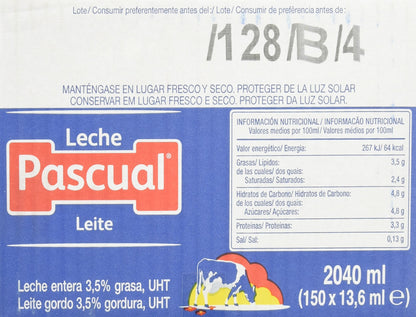 Lote/ Consumir preferentemente antes del:/ Consumir de preferência antes de:
/128/B/4
MANTÉNGASE EN LUGAR FRESCO Y SECO. PROTEGER DE LA LUZ SOLAR
CONSERVAR EM LUGAR FRESCO E SECO. PROTEGER DA LUZ SOLAR.
Leche
Pascual®
Leite
Leche entera 3,5% grasa, UHT
Leite gordo 3,5% gordura, UHT
INFORMACIÓN NUTRICIONAL / INFORMAÇÃO NUTRICIONAL
Valores medios por 100ml/ Valores médios por 100ml
Valor energético/ Energia: 267 kJ/ 64 kcal
Grasas/ Lípidos: 3,5 g
de las cuales/ dos quais:
Saturadas/ Saturados: 2,4 g
Hidratos de Carbono/ Hidratos de Carbono: 4,8 g
de los cuales/ dos quais:
Azúcares/ Açúcares: 4,8 g
Proteínas/ Proteínas: 3,3 g
Sal/ Sal: 0,13 g
2040 ml
(150 x 13,6 ml ℮)